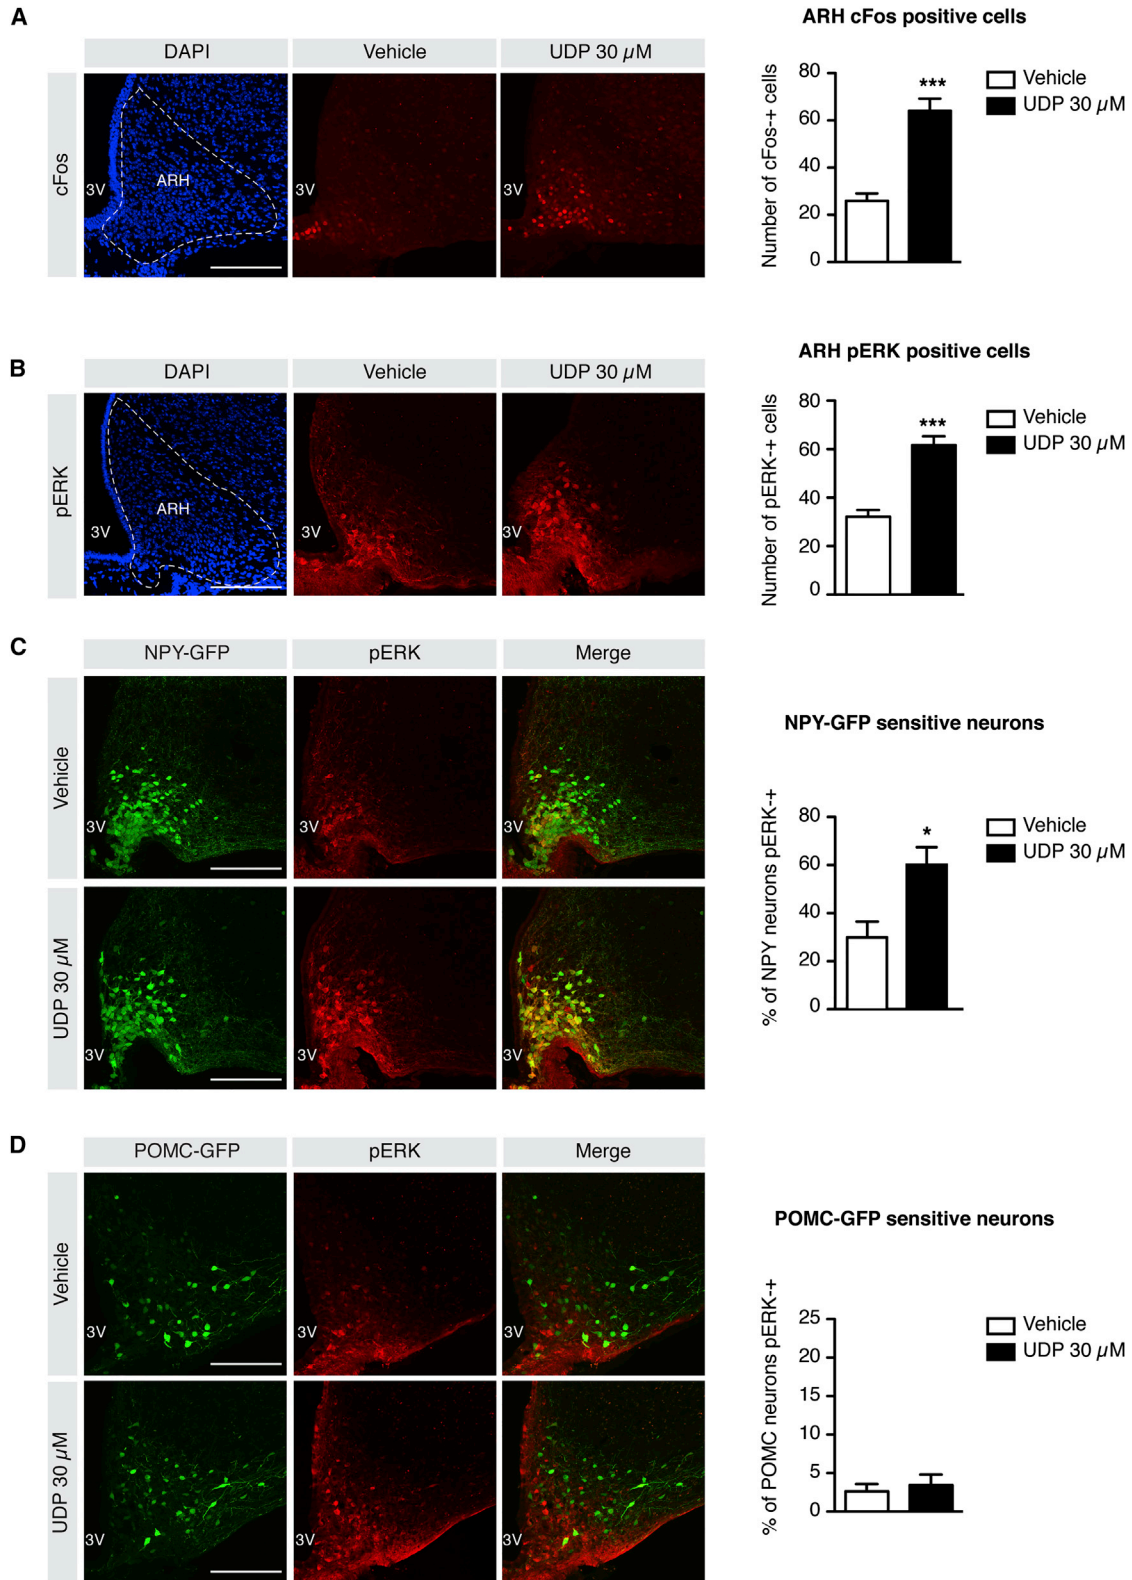 A
ARH cFos positive cells
DAPI
Vehicle
UDP 30 µM
cFos
3V
ARH
3V
3V
Number of cFos-+ cells
80
60
40
20
0
***
Vehicle
UDP 30 µM
B
ARH pERK positive cells
DAPI
Vehicle
UDP 30 µM
pERK
3V
ARH
3V
3V
Number of pERK-+ cells
80
60
40
20
0
***
Vehicle
UDP 30 µM
C
NPY-GFP
pERK
Merge
Vehicle
3V
3V
3V
UDP 30 µM
3V
3V
3V
NPY-GFP sensitive neurons
% of NPY neurons pERK-+
80
60
40
20
0
*
Vehicle
UDP 30 µM
D
POMC-GFP
pERK
Merge
Vehicle
3V
3V
3V
UDP 30 µM
3V
3V
3V
POMC-GFP sensitive neurons
% of POMC neurons pERK-+
25
20
15
10
5
0
Vehicle
UDP 30 µM